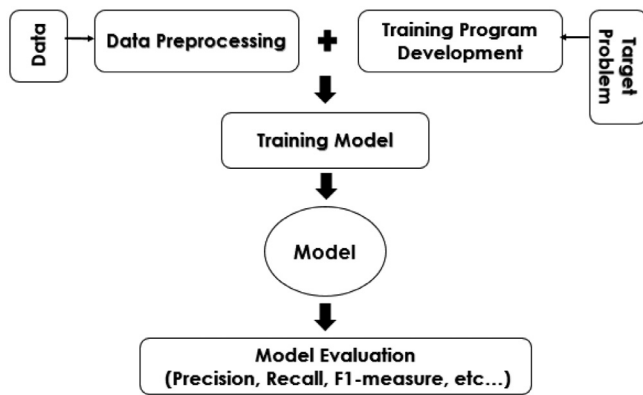 Data
Data Preprocessing
+
Training Program
Development
Target
Problem
Training Model
Model
Model Evaluation
(Precision, Recall, F1-measure, etc...)